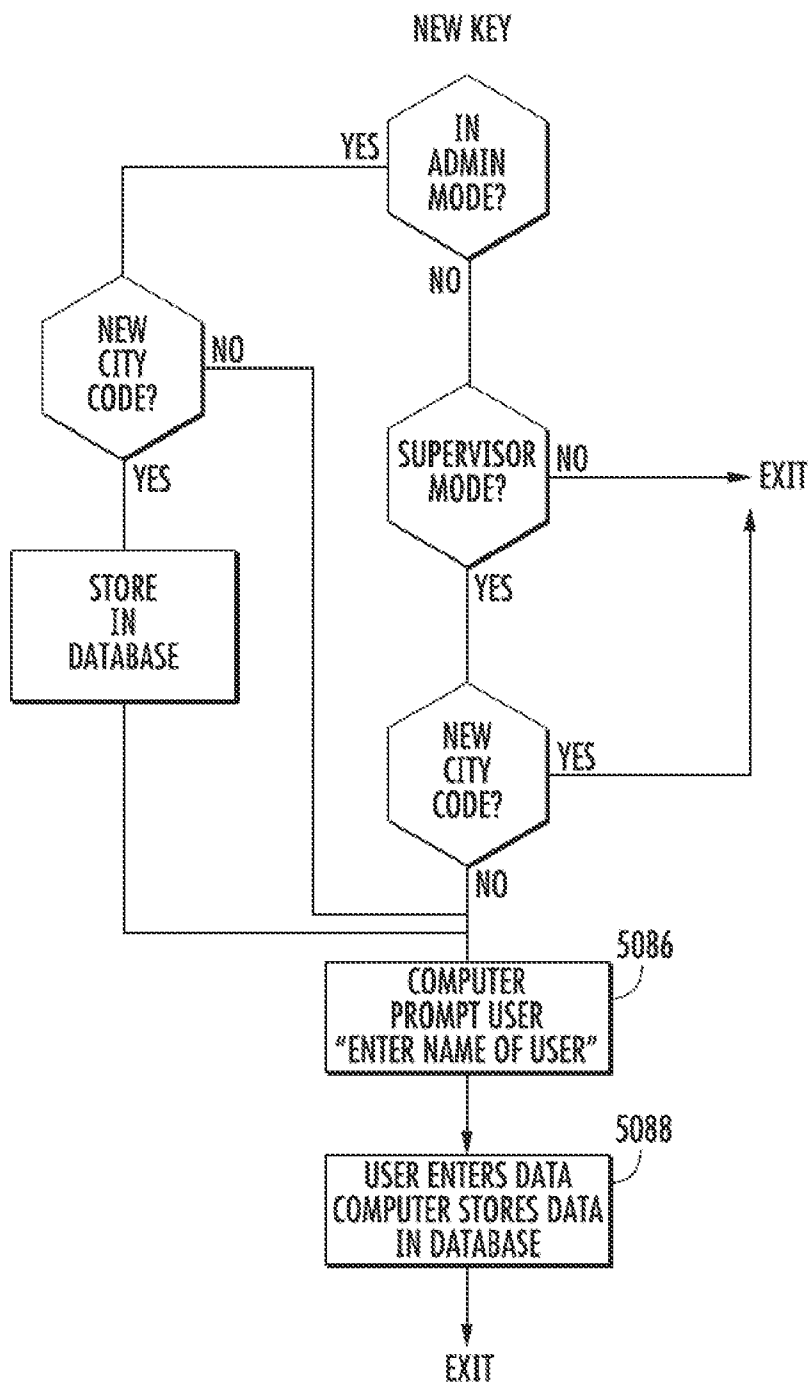 NEW KEY
IN
ADMIN
MODE?
YES
NO
NEW
CITY
CODE?
NO
YES
SUPERVISOR
MODE?
NO
EXIT
YES
STORE
IN
DATABASE
NEW
CITY
CODE?
YES
NO
5086
COMPUTER
PROMPT USER
“ENTER NAME OF USER”
5088
USER ENTERS DATA
COMPUTER STORES DATA
IN DATABASE
EXIT